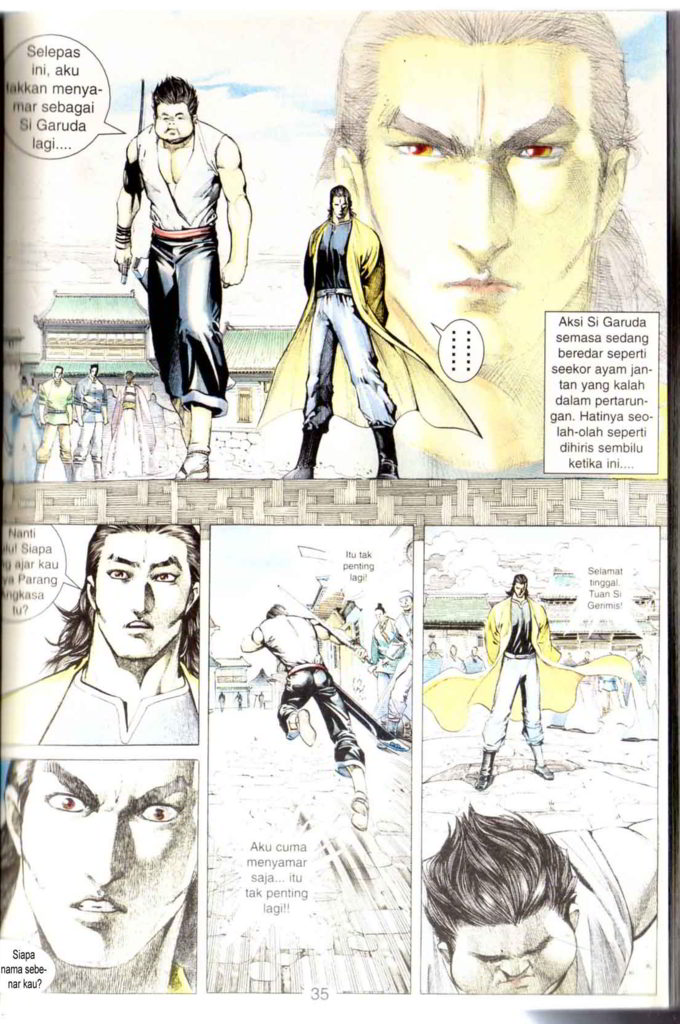 Selepas
ini, aku
takkan menya-
mar sebagai
Si Garuda
lagi....
Aksi Si Garuda
semasa sedang
beredar seperti
seekor ayam jan-
tan yang kalah
dalam pertarun-
gan. Hatinya seo-
lah-olah seperti
dihiris sembilu
ketika ini....
Nanti
Siapa
ajar kau
Parang
Angkasa
tu?
Siapa
nama sebe-
nar kau?
Itu tak
penting
lagi!
Aku cuma
menyamar
saja... itu
tak penting
lagi!!
Selamat
tinggal,
Tuan Si
Gerimis!
35